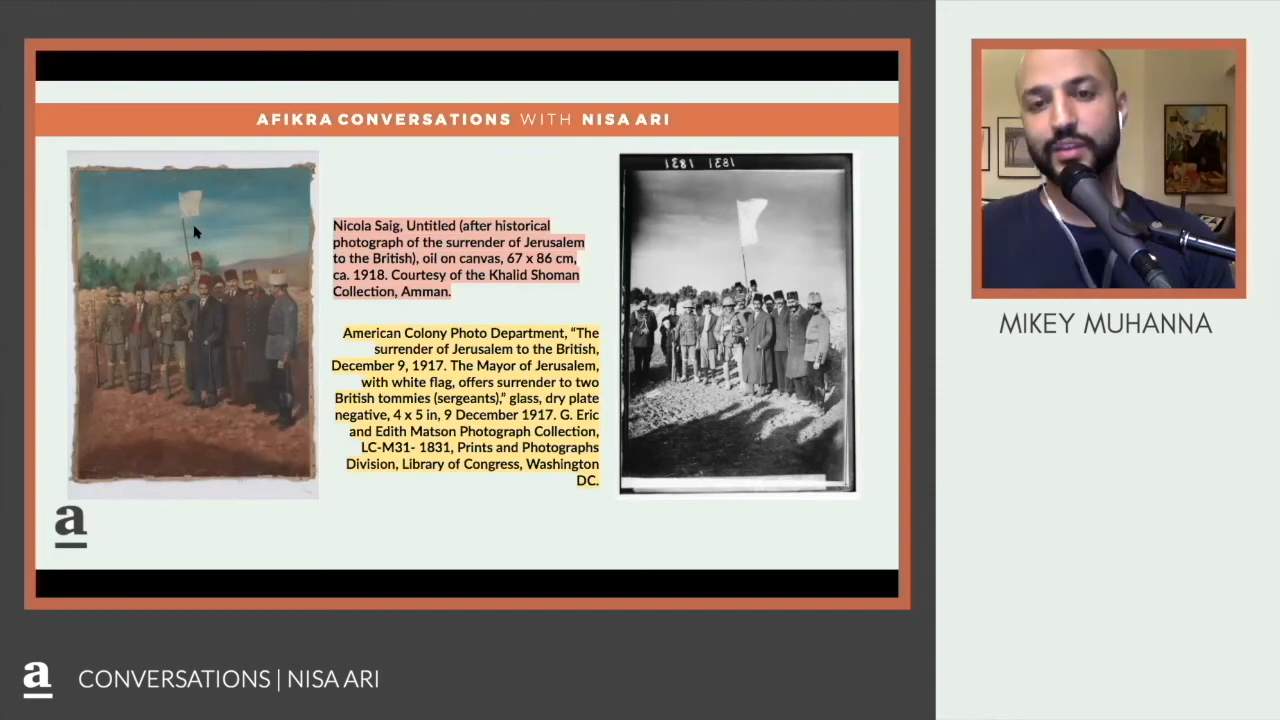 AFIKRA CONVERSATIONS WITH NISA ARI
1831 1831
Nicola Saig, Untitled (after historical
photograph of the surrender of Jerusalem
to the British), oil on canvas, 67 x 86 cm,
ca. 1918. Courtesy of the Khalid Shoman
Collection, Amman.
American Colony Photo Department, “The
surrender of Jerusalem to the British,
December 9, 1917. The Mayor of Jerusalem,
with white flag, offers surrender to two
British tommies (sergeants),” glass, dry plate
negative, 4 x 5 in, 9 December 1917. G. Eric
and Edith Matson Photograph Collection,
LC-M31- 1831, Prints and Photographs
Division, Library of Congress, Washington
DC.
a
MIKEY MUHANNA
a CONVERSATIONS | NISA ARI